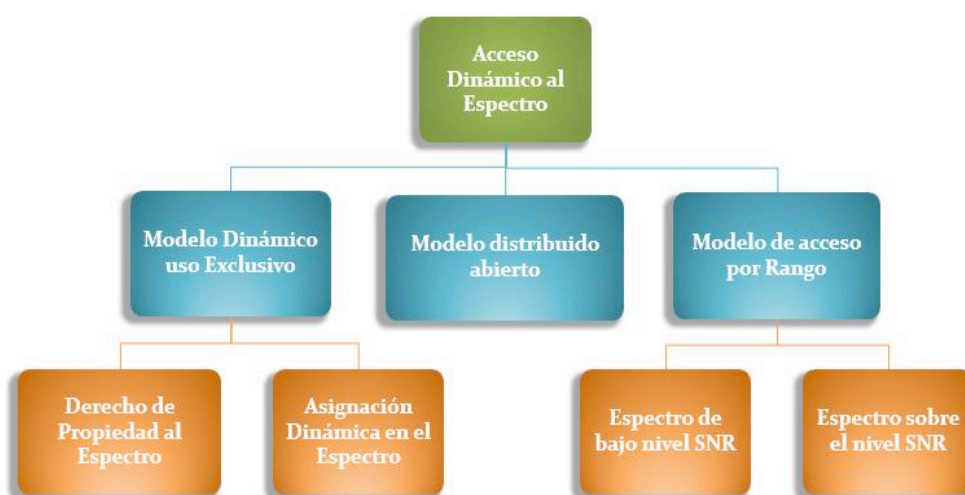 Acceso
Dinámico al
Espectro
Modelo Dinámico
uso Exclusivo
Modelo distribuido
abierto
Modelo de acceso
por Rango
Derecho de
Propiedad al
Espectro
Asignación
Dinámica en el
Espectro
Espectro de
bajo nivel SNR
Espectro sobre
el nivel SNR